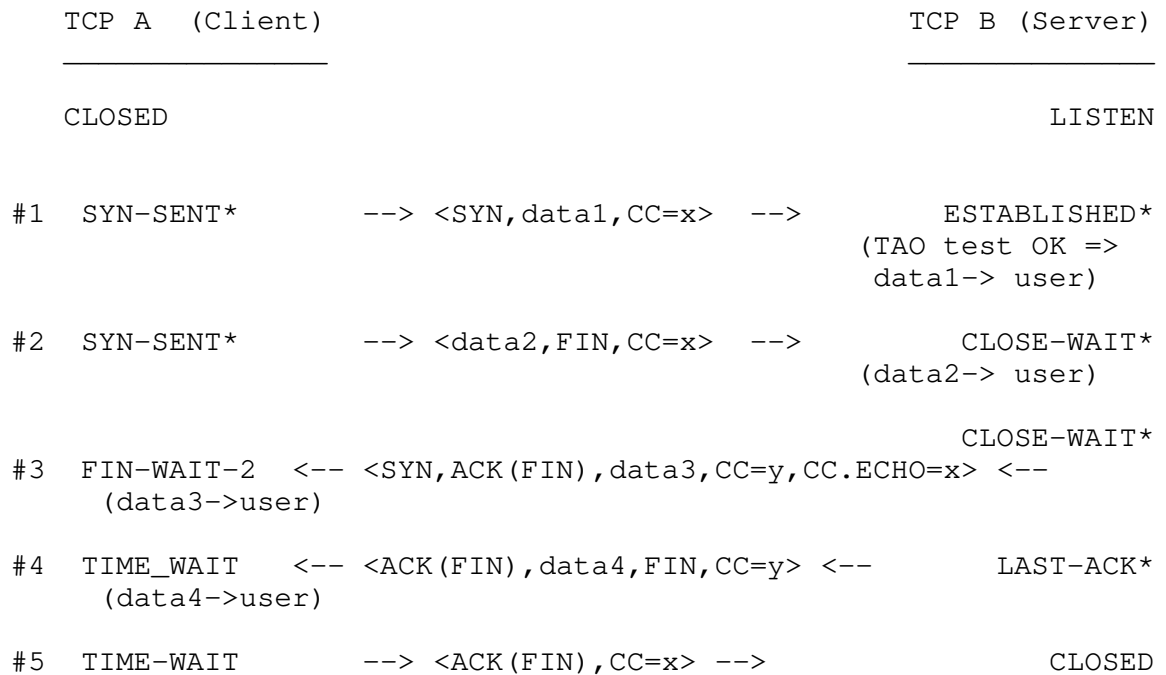 TCP A (Client) TCP B (Server)
CLOSED LISTEN
#1 SYN-SENT* --> <SYN,data1,CC=x> --> ESTABLISHED*
(TAO test OK =>
data1-> user)
#2 SYN-SENT* --> <data2,FIN,CC=x> --> CLOSE-WAIT*
(data2-> user)
CLOSE-WAIT*
#3 FIN-WAIT-2 <-- <SYN,ACK(FIN),data3,CC=y,CC.ECHO=x> <--
(data3->user)
#4 TIME_WAIT <-- <ACK(FIN),data4,FIN,CC=y> <-- LAST-ACK*
(data4->user)
#5 TIME-WAIT --> <ACK(FIN),CC=x> --> CLOSED